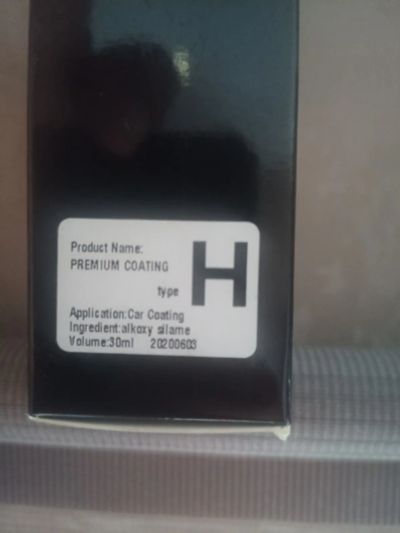 Product Name:
PREMIUM COATING
type H
Application:Car Coating
Ingredient:alkoxy silame
Volume:30ml 20200603